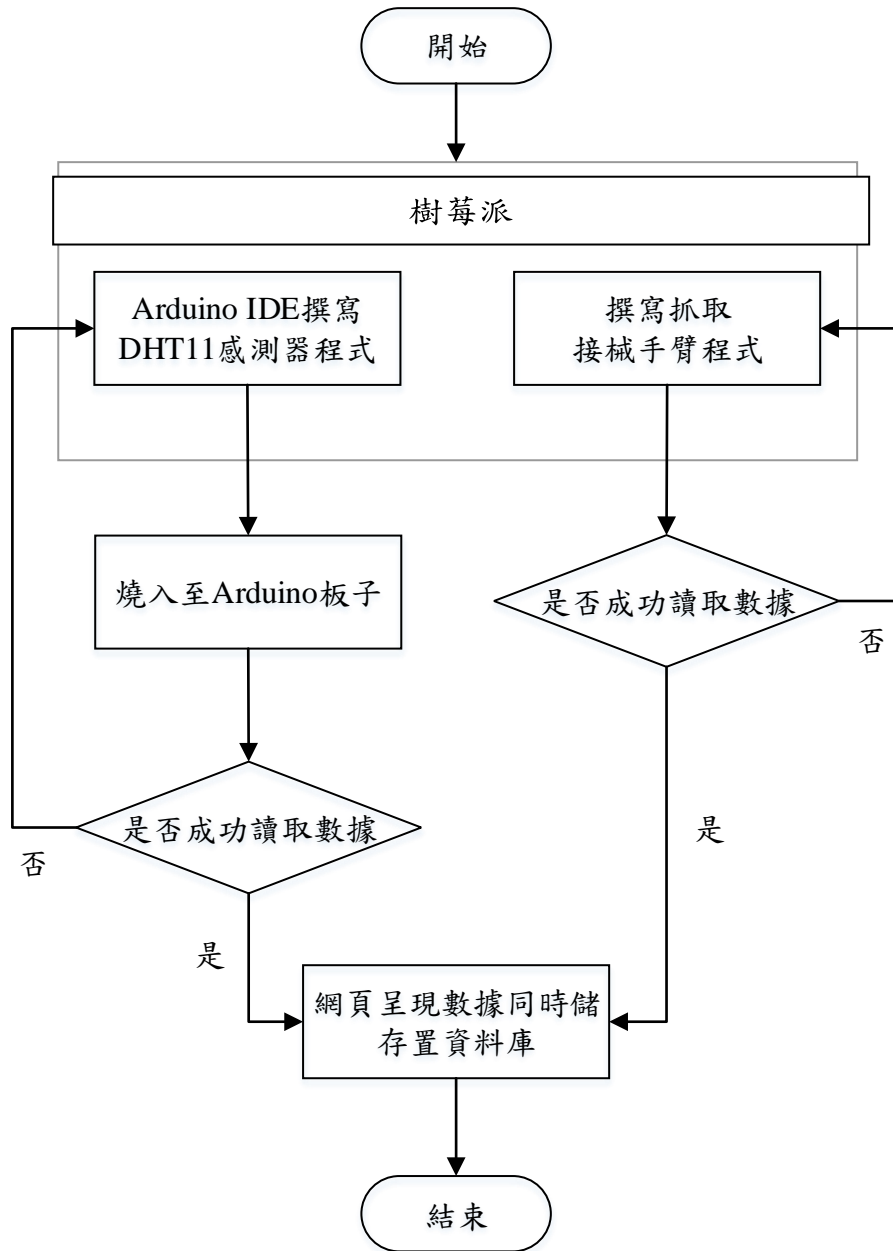 開始
樹莓派
Arduino IDE撰寫
DHT11感測器程式
撰寫抓取
接械手臂程式
燒入至Arduino板子
是否成功讀取數據
否
是否成功讀取數據
否
是
是
網頁呈現數據同時儲
存置資料庫
結束